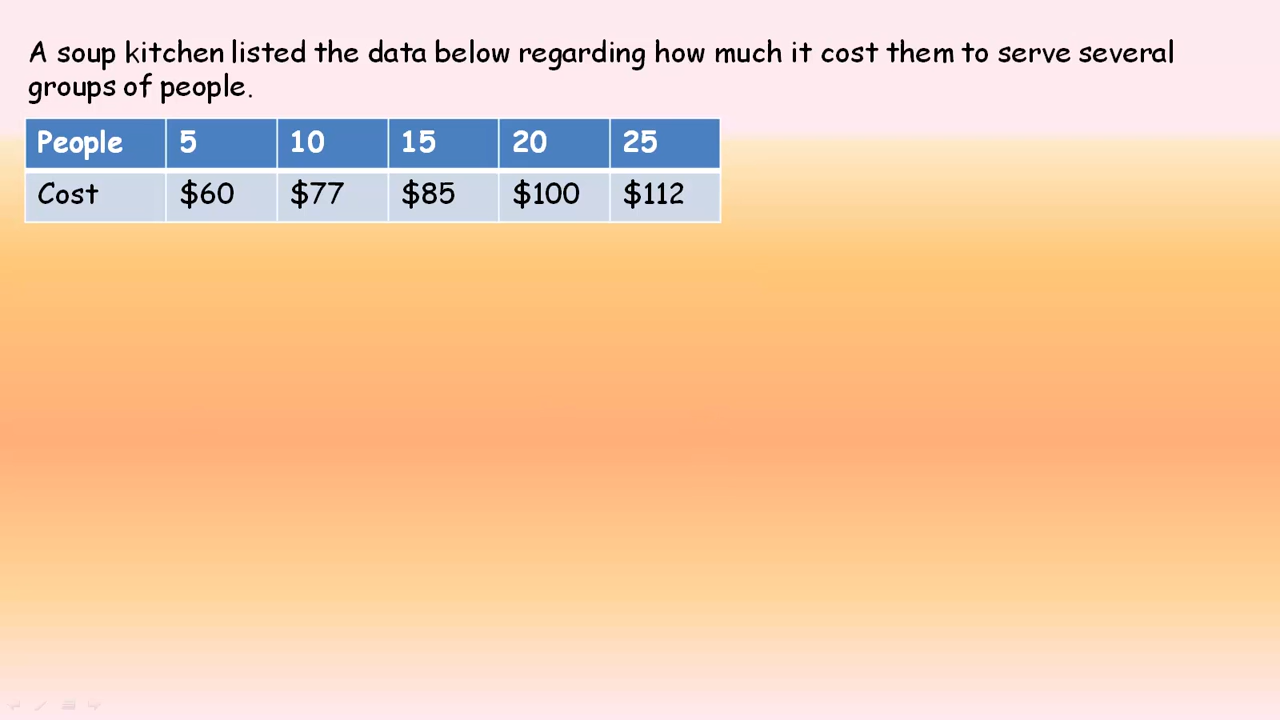 A soup kitchen listed the data below regarding how much it cost them to serve several
groups of people.
People 5 10 15 20 25
Cost $60 $77 $85 $100 $112